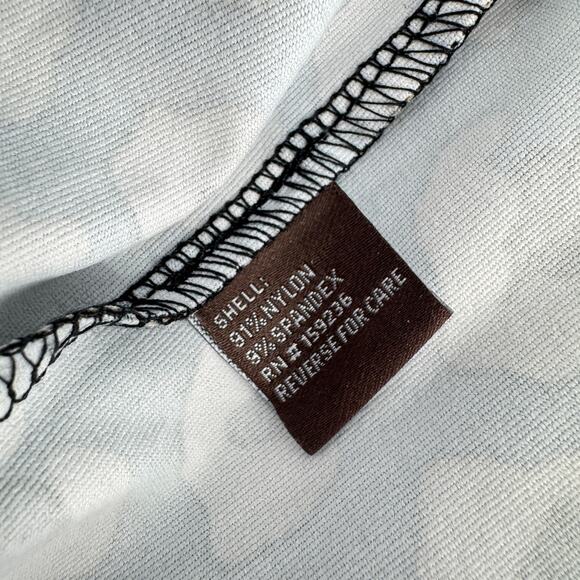 SHELL:
91% NYLON
9% SPANDEX
RN # 159236
REVERSE FOR CARE